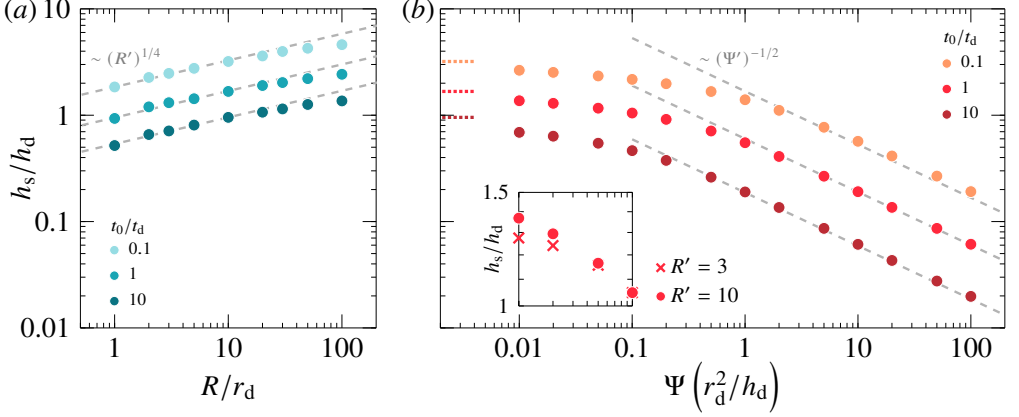 (a)
10
1
0.1
0.01
h_s/h_d
~ (R′)^{1/4}
t_0/t_d
0.1
1
10
1
10
100
R/r_d
(b)
~ (Ψ′)^{−1/2}
t_0/t_d
0.1
1
10
1.5
1
h_s/h_d
R′ = 3
R′ = 10
0.01
0.1
1
10
100
Ψ (r_d^2/h_d)